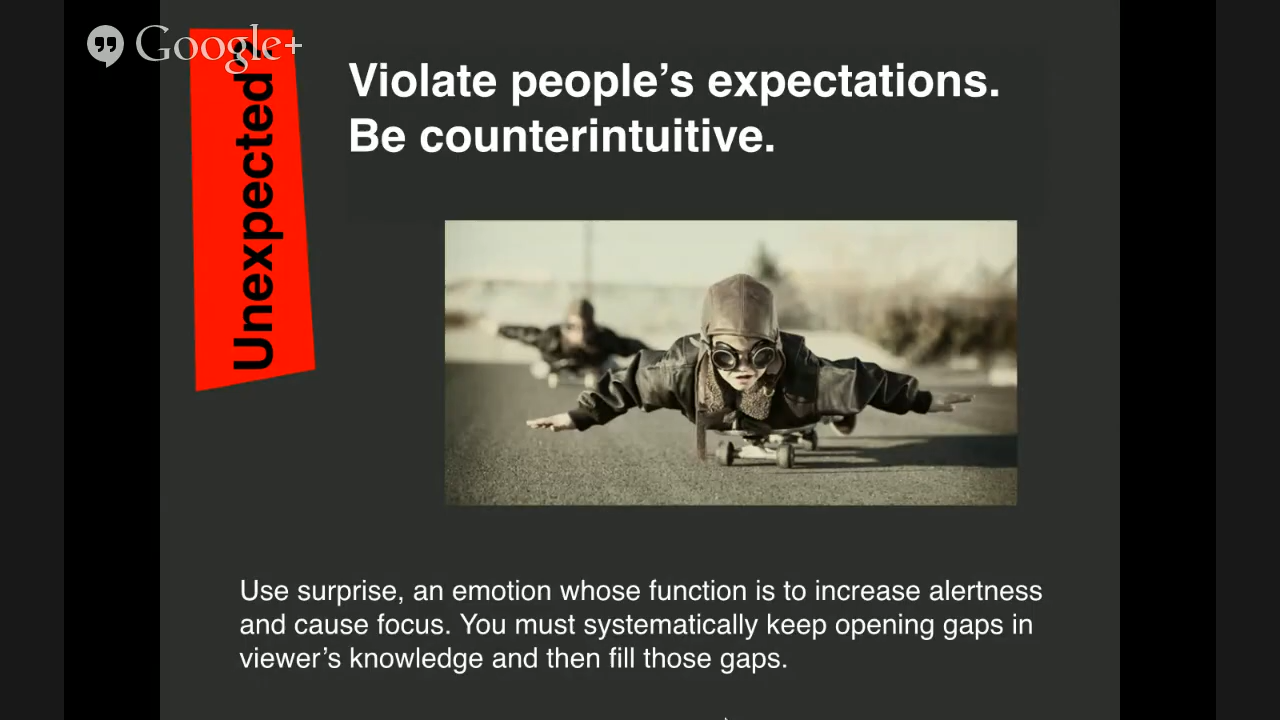 Google+
Unexpected
Violate people's expectations.
Be counterintuitive.
Use surprise, an emotion whose function is to increase alertness
and cause focus. You must systematically keep opening gaps in
viewer's knowledge and then fill those gaps.